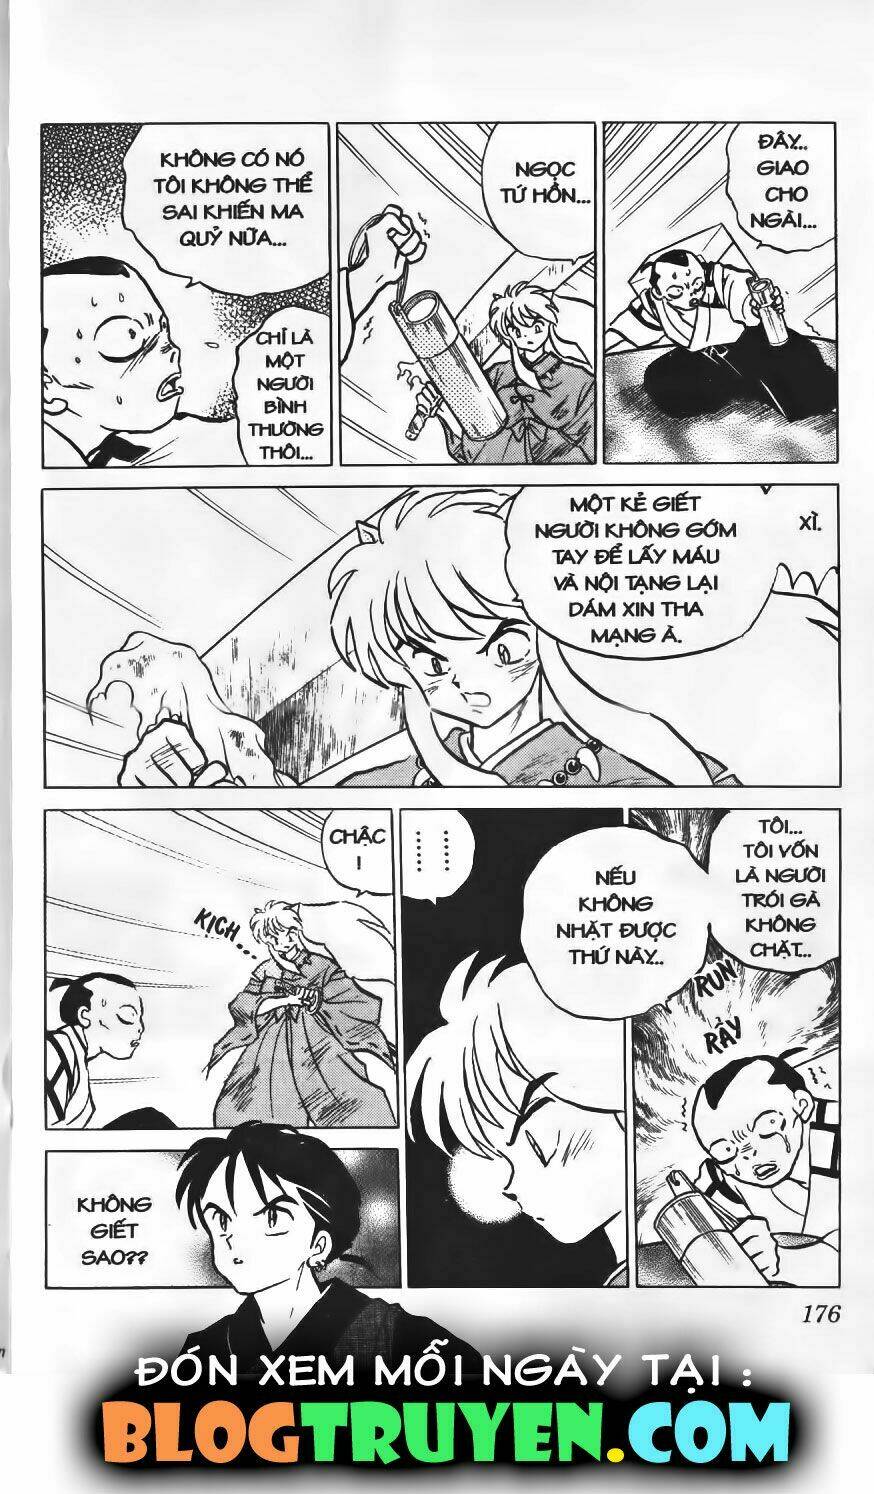 ĐÂY...
GIAO
CHO
NGÀI...
NGỌC
TỨ HỒN...
KHÔNG CÓ NÓ
TÔI KHÔNG THỂ
SAI KHIẾN MA
QUỶ NỮA...
CHỈ LÀ
MỘT
NGƯỜI
BÌNH
THƯỜNG
THÔI...
XÌ.
MỘT KẺ GIẾT
NGƯỜI KHÔNG GỚM
TAY ĐỂ LẤY MÁU
VÀ NỘI TẠNG LẠI
DÁM XIN THA
MẠNG À.
TÔI...
TÔI VỐN
LÀ NGƯỜI
TRÓI GÀ
KHÔNG
CHẶT...
RUN
RẨY
NẾU
KHÔNG
NHẶT ĐƯỢC
THỨ NÀY...
......
......
CHẬC
!
KỊCH...
KHÔNG
GIẾT
SAO??
176
ĐÓN XEM MỖI NGÀY TẠI :
BLOGTRUYEN.COM